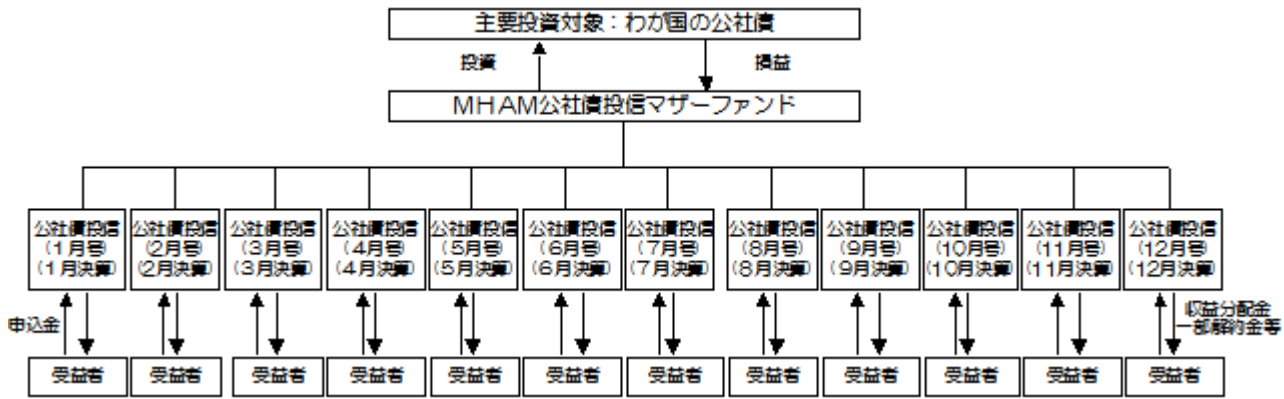 主要投資対象：わが国の公社債
投資
損益
ＭＨＡＭ公社債投信マザーファンド
公社債投信
(１月号)
(１月決算)
公社債投信
(２月号)
(２月決算)
公社債投信
(３月号)
(３月決算)
公社債投信
(４月号)
(４月決算)
公社債投信
(５月号)
(５月決算)
公社債投信
(６月号)
(６月決算)
公社債投信
(７月号)
(７月決算)
公社債投信
(８月号)
(８月決算)
公社債投信
(９月号)
(９月決算)
公社債投信
(10月号)
(10月決算)
公社債投信
(11月号)
(11月決算)
公社債投信
(12月号)
(12月決算)
申込金
収益分配金
一部解約金等
受益者
受益者
受益者
受益者
受益者
受益者
受益者
受益者
受益者
受益者
受益者
受益者